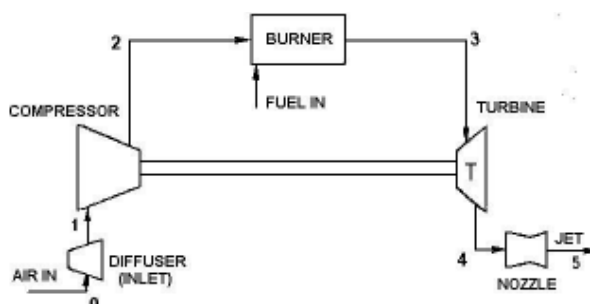 2
BURNER
3
FUEL IN
COMPRESSOR
TURBINE
T
1
DIFFUSER
(INLET)
AIR IN
0
4
JET
5
NOZZLE